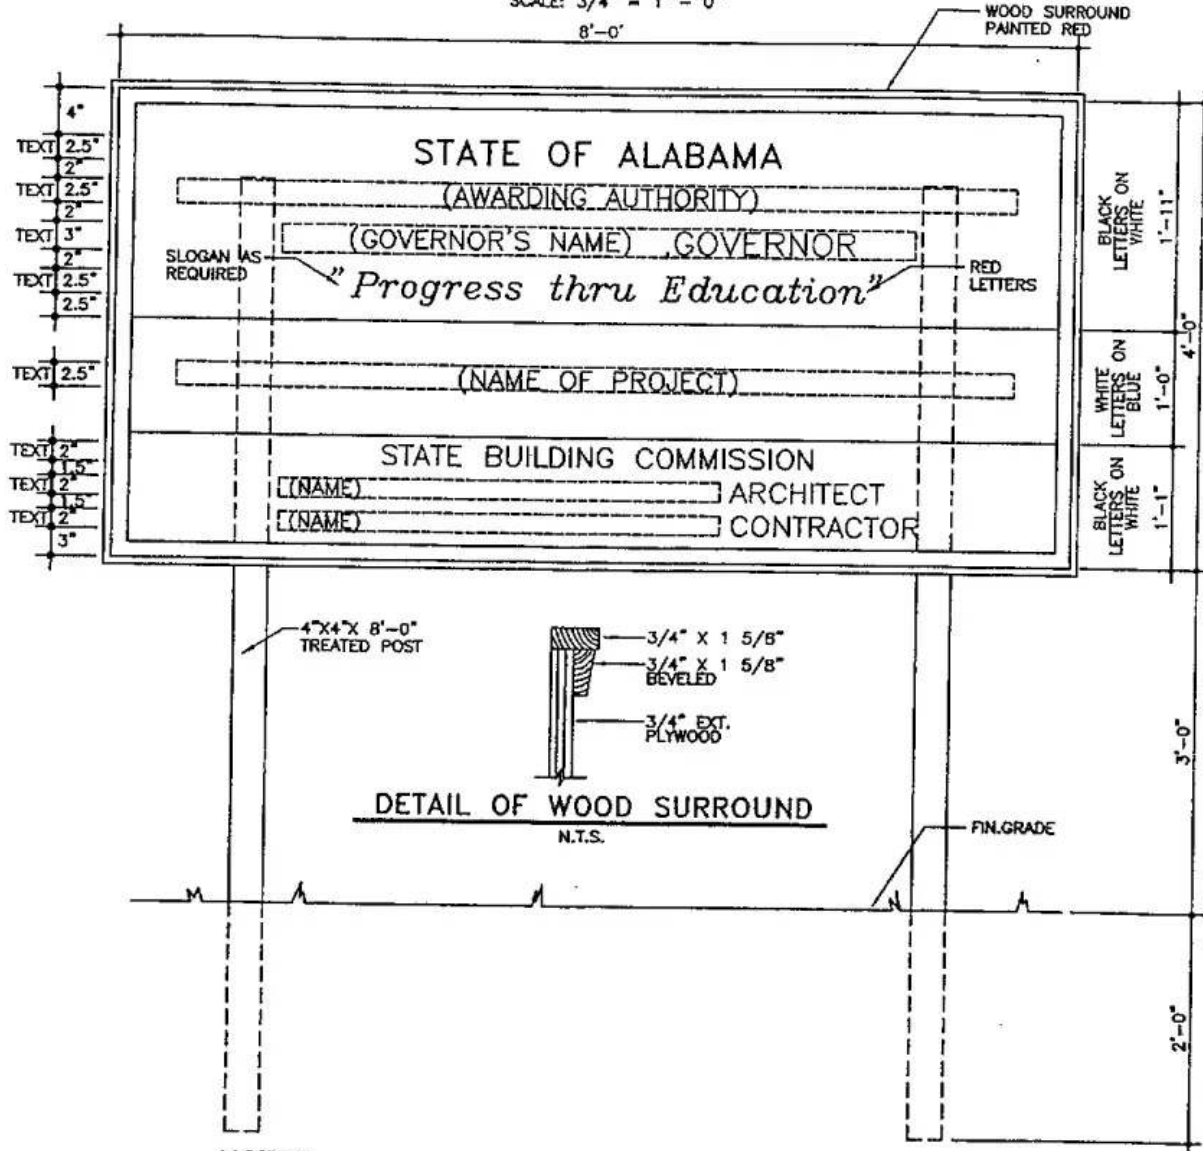 SCALE: 3/4" = 1' - 0"
8'-0'
WOOD SURROUND
PAINTED RED
4"
TEXT 2.5"
2"
TEXT 2.5"
2"
TEXT 3"
2"
TEXT 2.5"
2.5"
TEXT 2.5"
TEXT 2"
1.5"
TEXT 2"
1.5"
TEXT 2"
3"
STATE OF ALABAMA
(AWARDING AUTHORITY)
(GOVERNOR'S NAME) ,GOVERNOR
SLOGAN AS
REQUIRED
"Progress thru Education"
RED
LETTERS
(NAME OF PROJECT)
STATE BUILDING COMMISSION
(NAME) ARCHITECT
(NAME) CONTRACTOR
BLACK
LETTERS ON
WHITE
1'-11"
WHITE
LETTERS ON
BLUE
1'-0"
BLACK
LETTERS ON
WHITE
1'-1"
4'-0"
4"X4"X 8'-0"
TREATED POST
3/4" X 1 5/8"
3/4" X 1 5/8"
BEVELED
3/4" EXT.
PLYWOOD
DETAIL OF WOOD SURROUND
N.T.S.
FIN.GRADE
3'-0"
2'-0"